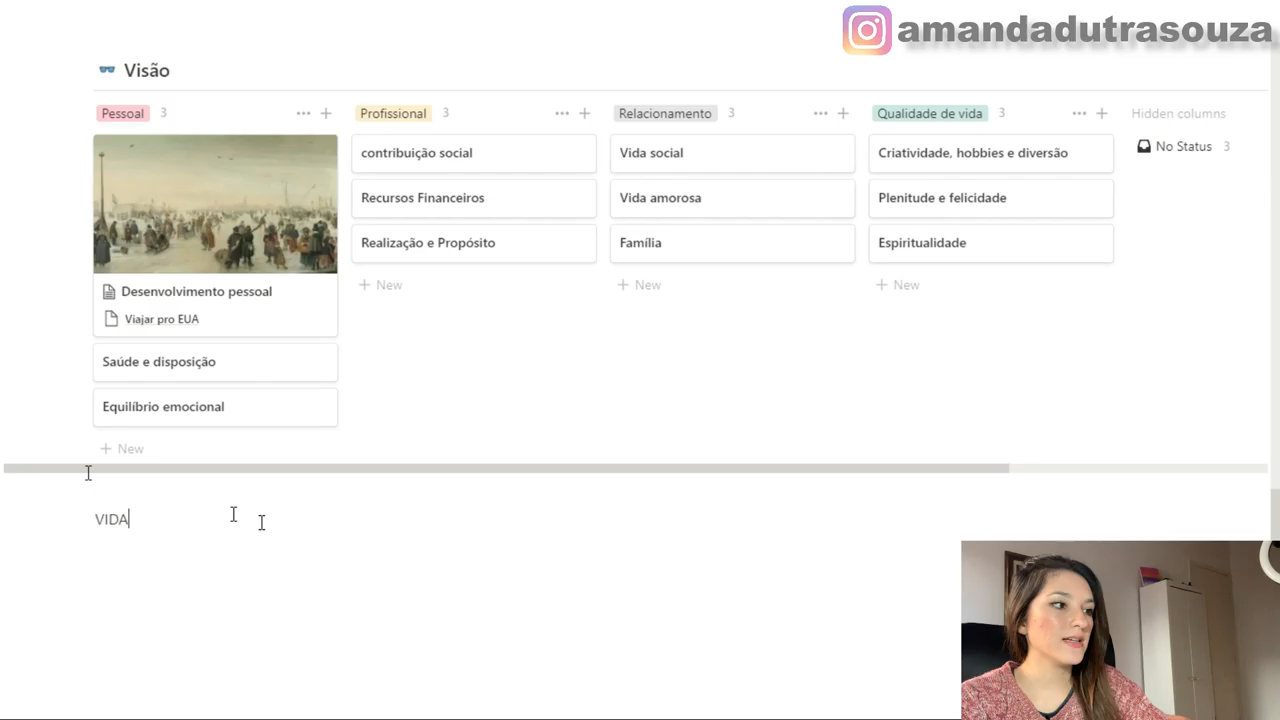 amandadutrasouza
Visão
Pessoal 3
Profissional 3
Relacionamento 3
Qualidade de vida 3
Hidden columns
No Status 3
Desenvolvimento pessoal
Viajar pro EUA
Saúde e disposição
Equilíbrio emocional
New
contribuição social
Recursos Financeiros
Realização e Propósito
New
Vida social
Vida amorosa
Família
New
Criatividade, hobbies e diversão
Plenitude e felicidade
Espiritualidade
New
VIDA